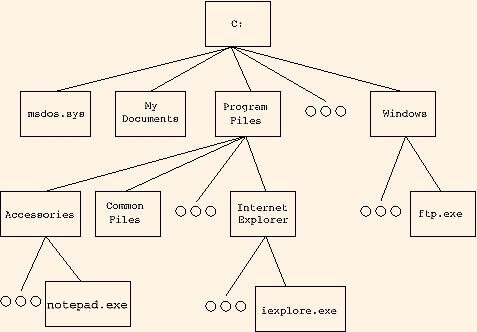 C:
msdos.sys
My
Documents
Program
Files
Windows
Accessories
Common
Files
Internet
Explorer
ftp.exe
notepad.exe
iexplore.exe